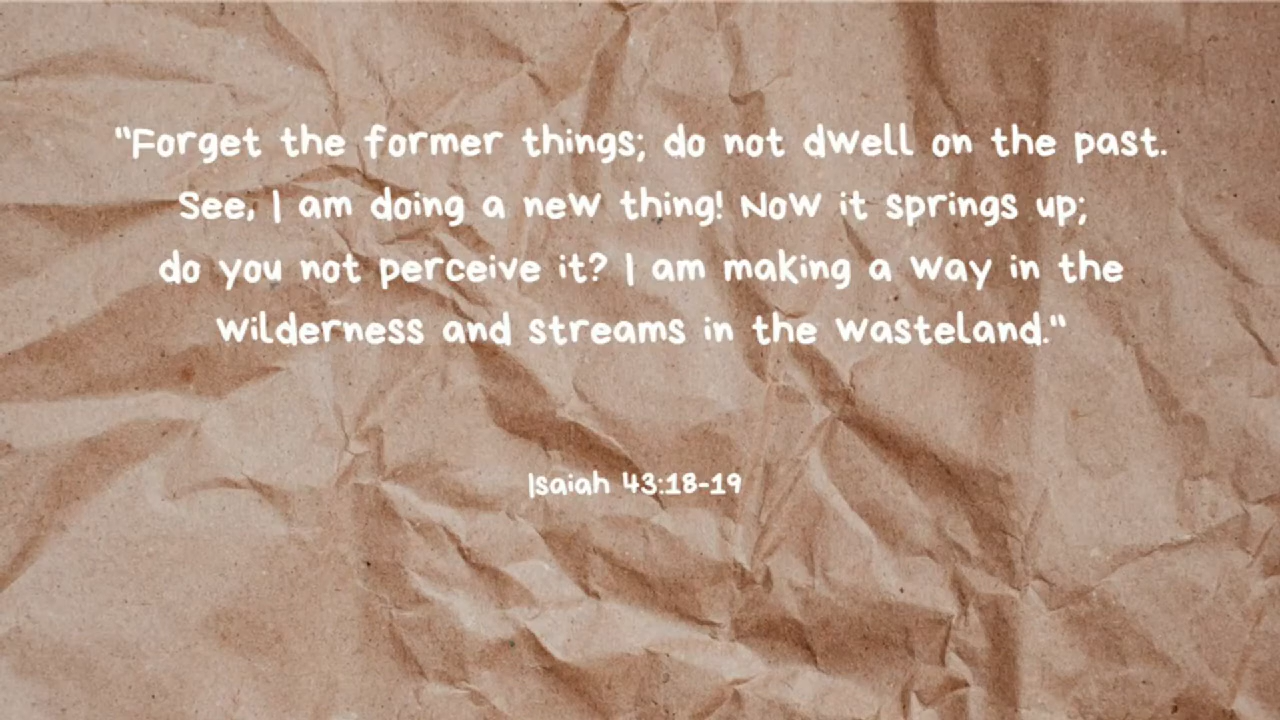 "Forget the former things; do not dwell on the past.
See, I am doing a new thing! Now it springs up;
do you not perceive it? I am making a way in the
wilderness and streams in the wasteland."
Isaiah 43:18-19